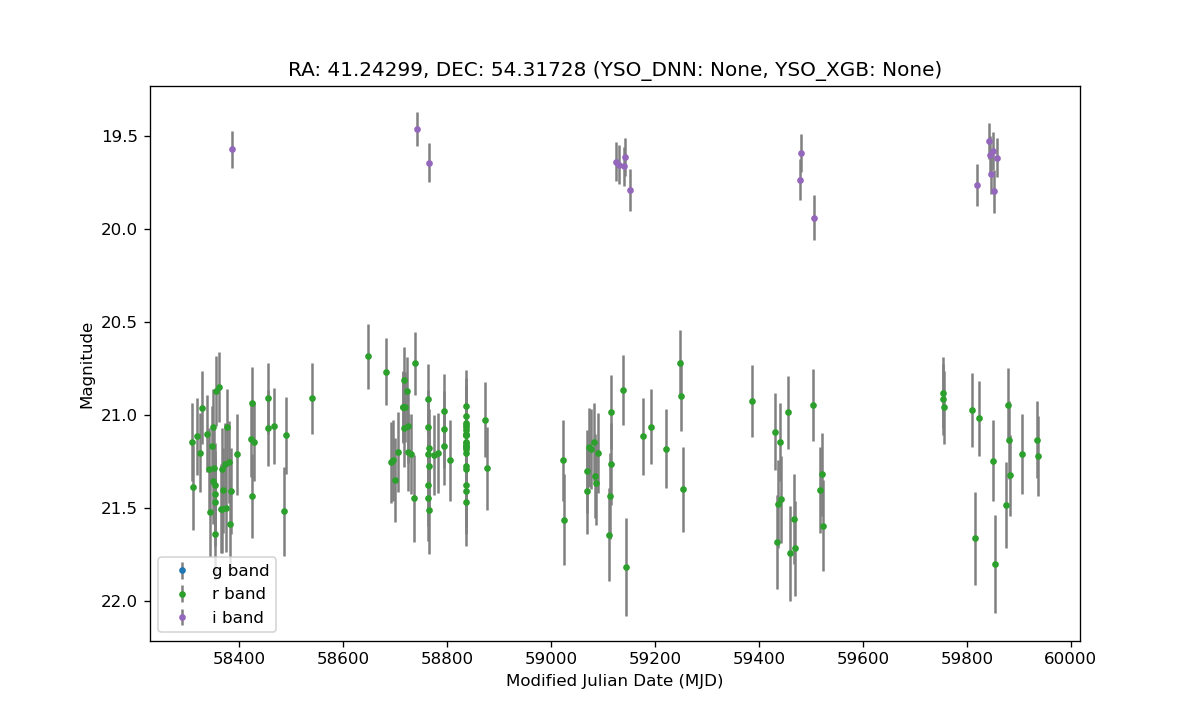 RA: 41.24299, DEC: 54.31728 (YSO_DNN: None, YSO_XGB: None)
Magnitude
19.5
20.0
20.5
21.0
21.5
22.0
g band
r band
i band
58400 58600 58800 59000 59200 59400 59600 59800 60000
Modified Julian Date (MJD)